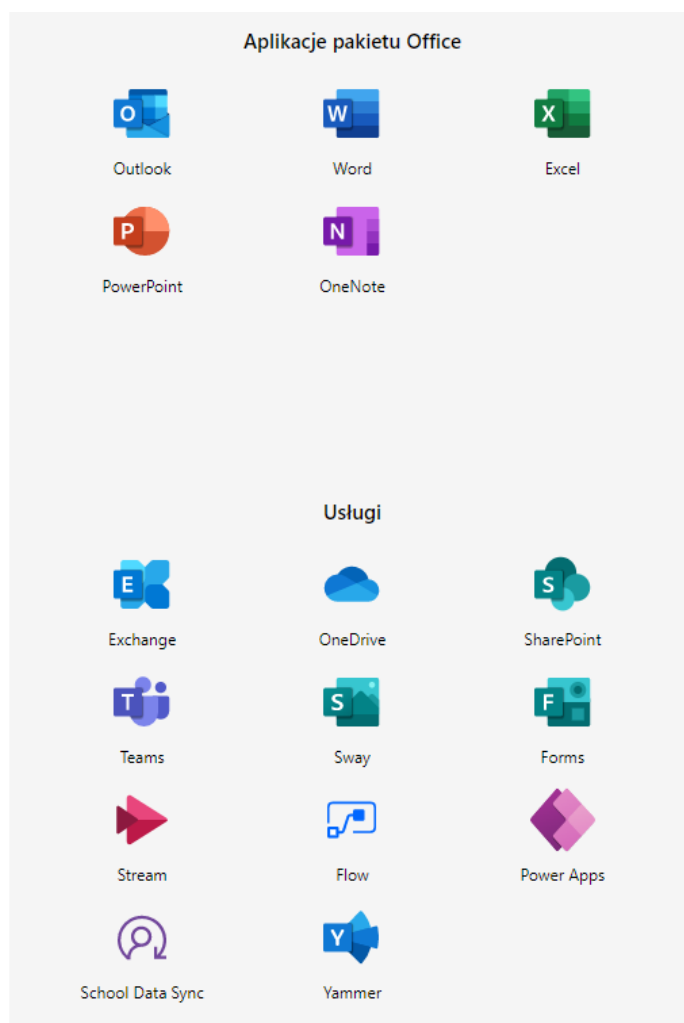 Aplikacje pakietu Office
O W X
Outlook Word Excel
P N
PowerPoint OneNote
Usługi
E S
Exchange OneDrive SharePoint
T S F
Teams Sway Forms
Stream Flow Power Apps
Y
School Data Sync Yammer